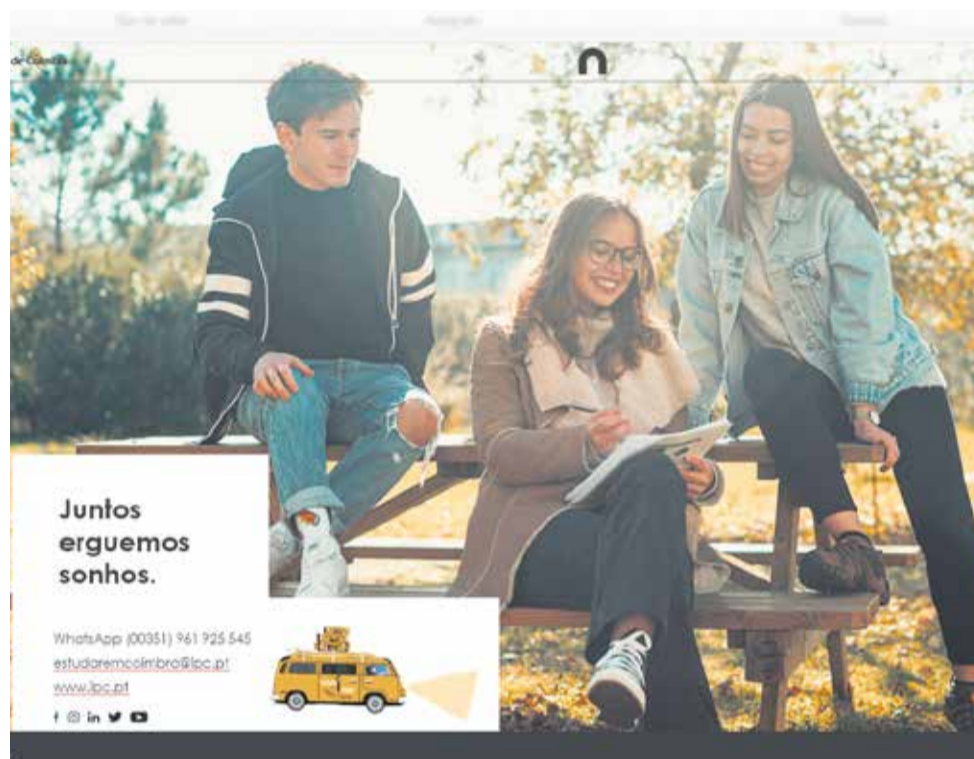 Juntos
erguemos
sonhos.
WhatsApp (00351) 961 925 545
estudaremcoimbra@ipc.pt
www.ipc.pt